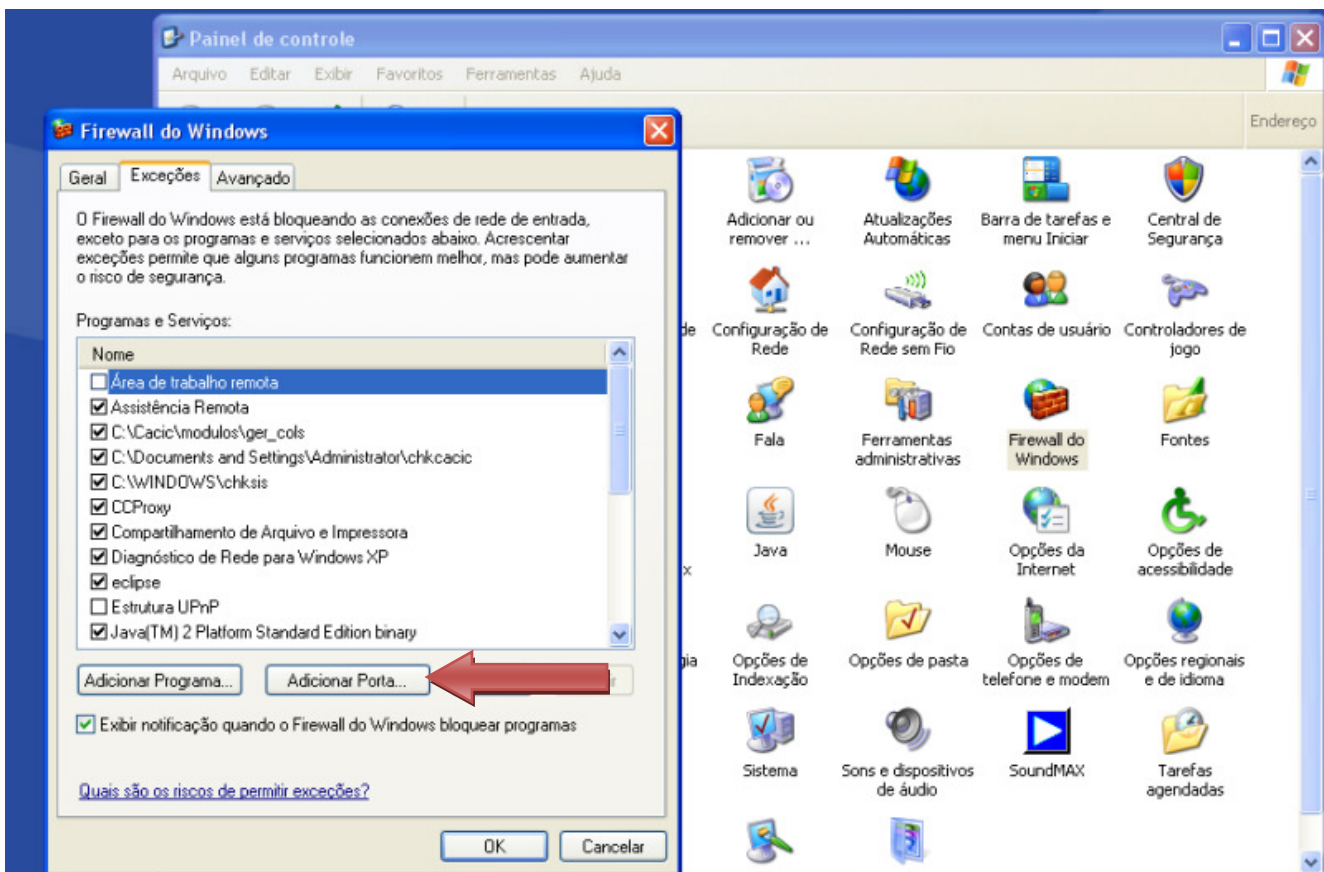 Painel de controle
Arquivo Editar Exibir Favoritos Ferramentas Ajuda
Endereço
Firewall do Windows
Geral Exceções Avançado
O Firewall do Windows está bloqueando as conexões de rede de entrada,
exceto para os programas e serviços selecionados abaixo. Acrescentar
exceções permite que alguns programas funcionem melhor, mas pode aumentar
o risco de segurança.
Programas e Serviços:
Nome
Área de trabalho remota
Assistência Remota
C:\Cacic\modulos\ger_cols
C:\Documents and Settings\Administrator\chkcacic
C:\WINDOWS\chksis
CCProxy
Compartilhamento de Arquivo e Impressora
Diagnóstico de Rede para Windows XP
eclipse
Estrutura UPnP
Java(TM) 2 Platform Standard Edition binary
Adicionar Programa... Adicionar Porta...
Exibir notificação quando o Firewall do Windows bloquear programas
Quais são os riscos de permitir exceções?
OK Cancelar
Adicionar ou
remover ...
Atualizações
Automáticas
Barra de tarefas e
menu Iniciar
Central de
Segurança
Configuração de
Rede
Configuração de
Rede sem Fio
Contas de usuário
Controladores de
jogo
Fala
Ferramentas
administrativas
Firewall do
Windows
Fontes
Java
Mouse
Opções da
Internet
Opções de
acessibilidade
Opções de
Indexação
Opções de pasta
Opções de
telefone e modem
Opções regionais
e de idioma
Sistema
Sons e dispositivos
de áudio
SoundMAX
Tarefas
agendadas